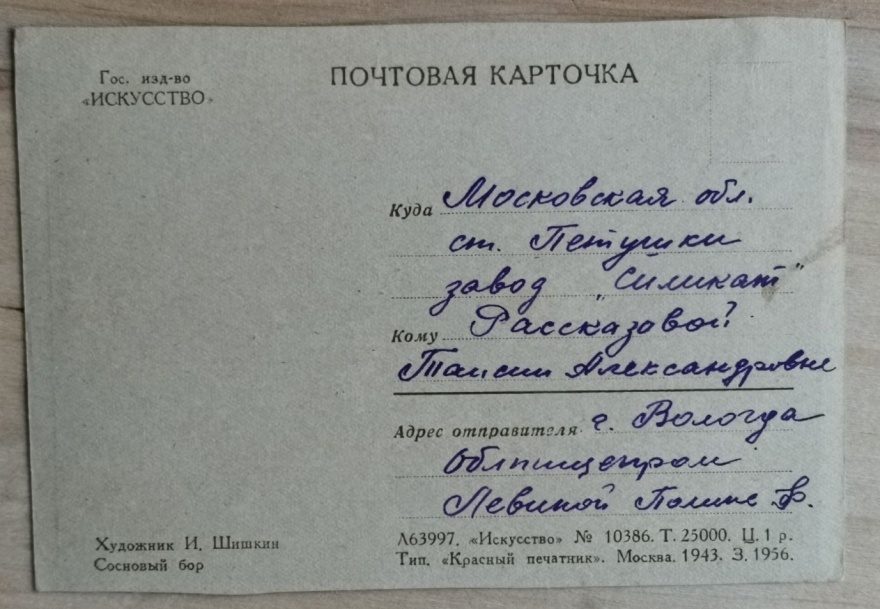 Гос. изд-во
«ИСКУССТВО»
ПОЧТОВАЯ КАРТОЧКА
Куда Московская обл.
ст. Петушки
завод "Силикат"
Кому Рассказовой
Таисии Александровне
Адрес отправителя г. Вологда
Облпищепром
Левиной Полине Ф.
Художник И. Шишкин
Сосновый бор
Л63997. «Искусство» № 10386. Т. 25000. Ц. 1 р.
Тип. «Красный печатник». Москва. 1943. З. 1956.